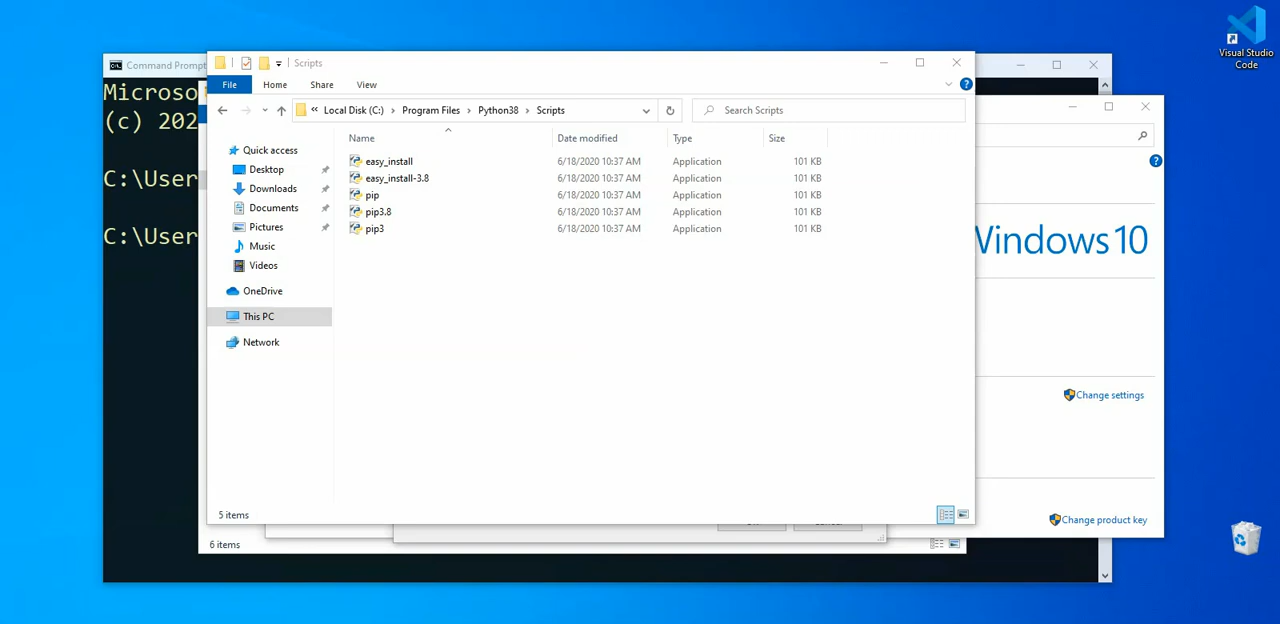 Visual Studio
Code
Command Prompt
Microso
(c) 202
C:\User
C:\User
Scripts
File Home Share View
Local Disk (C:) Program Files Python38 Scripts
Search Scripts
Name Date modified Type Size
easy_install 6/18/2020 10:37 AM Application 101 KB
easy_install-3.8 6/18/2020 10:37 AM Application 101 KB
pip 6/18/2020 10:37 AM Application 101 KB
pip3.8 6/18/2020 10:37 AM Application 101 KB
pip3 6/18/2020 10:37 AM Application 101 KB
Quick access
Desktop
Downloads
Documents
Pictures
Music
Videos
OneDrive
This PC
Network
5 items
6 items
Windows 10
Change settings
Change product key